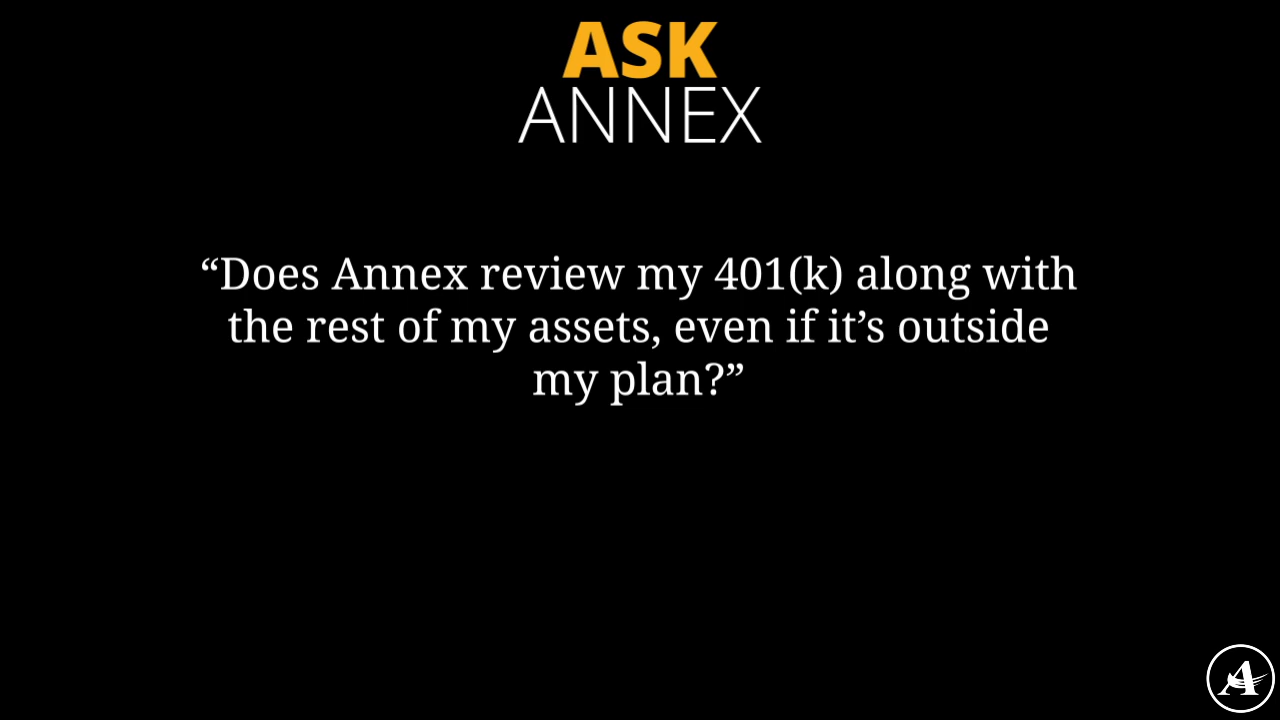 ASK
ANNEX
“Does Annex review my 401(k) along with
the rest of my assets, even if it’s outside
my plan?”
A